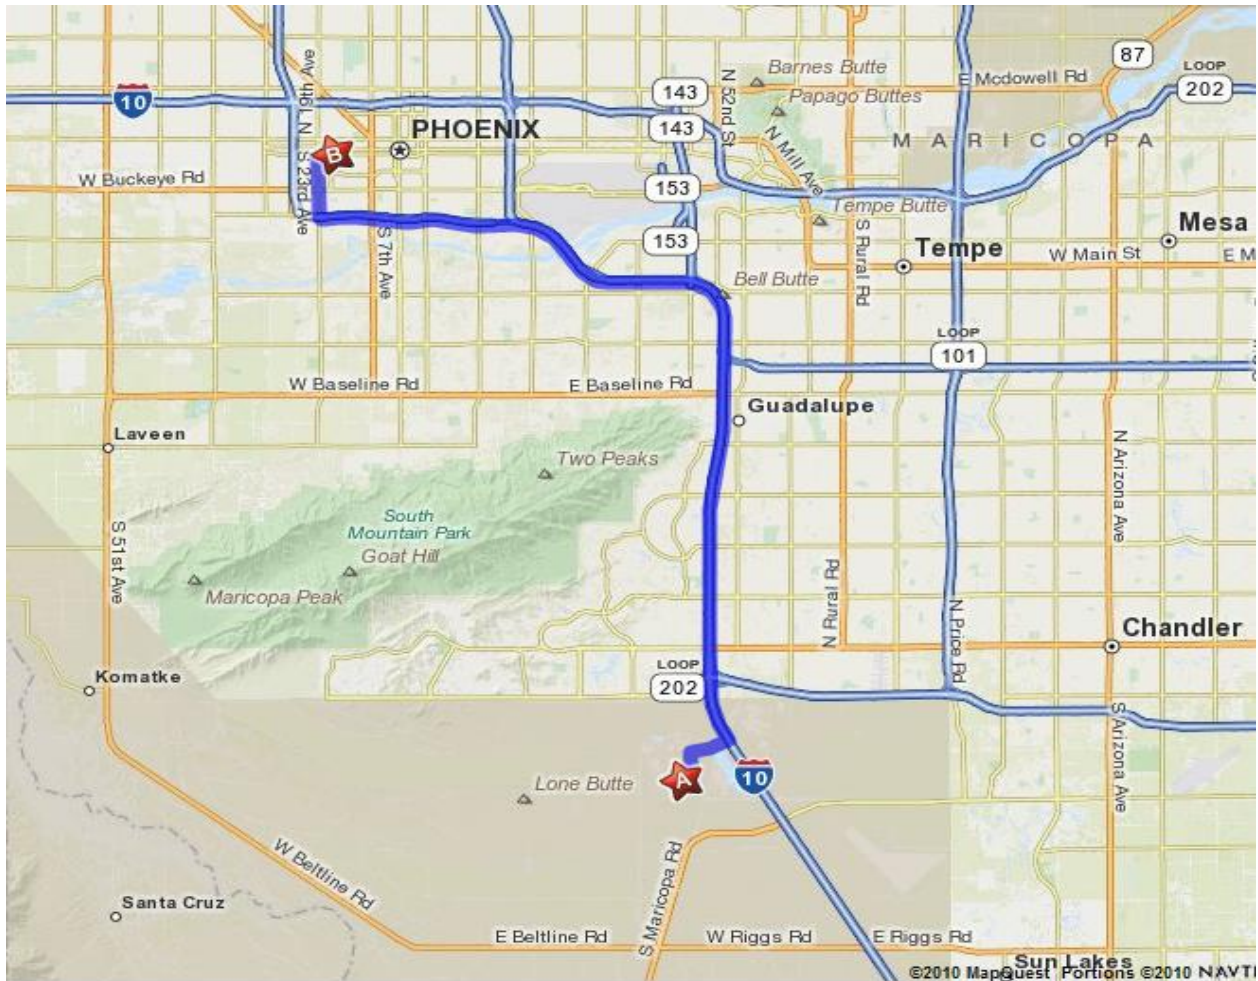 87
LOOP
202
Barnes Butte
E Mcdowell Rd
143
Papago Buttes
10
N 19th Ave
N 52nd St
143
PHOENIX
N Mill Ave
MARICOPA
B
S 23rd Ave
W Buckeye Rd
153
Tempe Butte
Mesa
S 7th Ave
153
S Rural Rd
Tempe
W Main St
E M
Bell Butte
LOOP
101
W Baseline Rd
E Baseline Rd
Guadalupe
Laveen
Two Peaks
N Arizona Ave
South
Mountain Park
Goat Hill
S 51st Ave
Maricopa Peak
N Rural Rd
N Price Rd
Chandler
LOOP
202
Komatke
S Arizona Ave
A
10
Lone Butte
W Beltline Rd
S Maricopa Rd
Santa Cruz
E Beltline Rd
W Riggs Rd
E Riggs Rd
Sun Lakes
©2010 MapQuest Portions ©2010 NAVTE